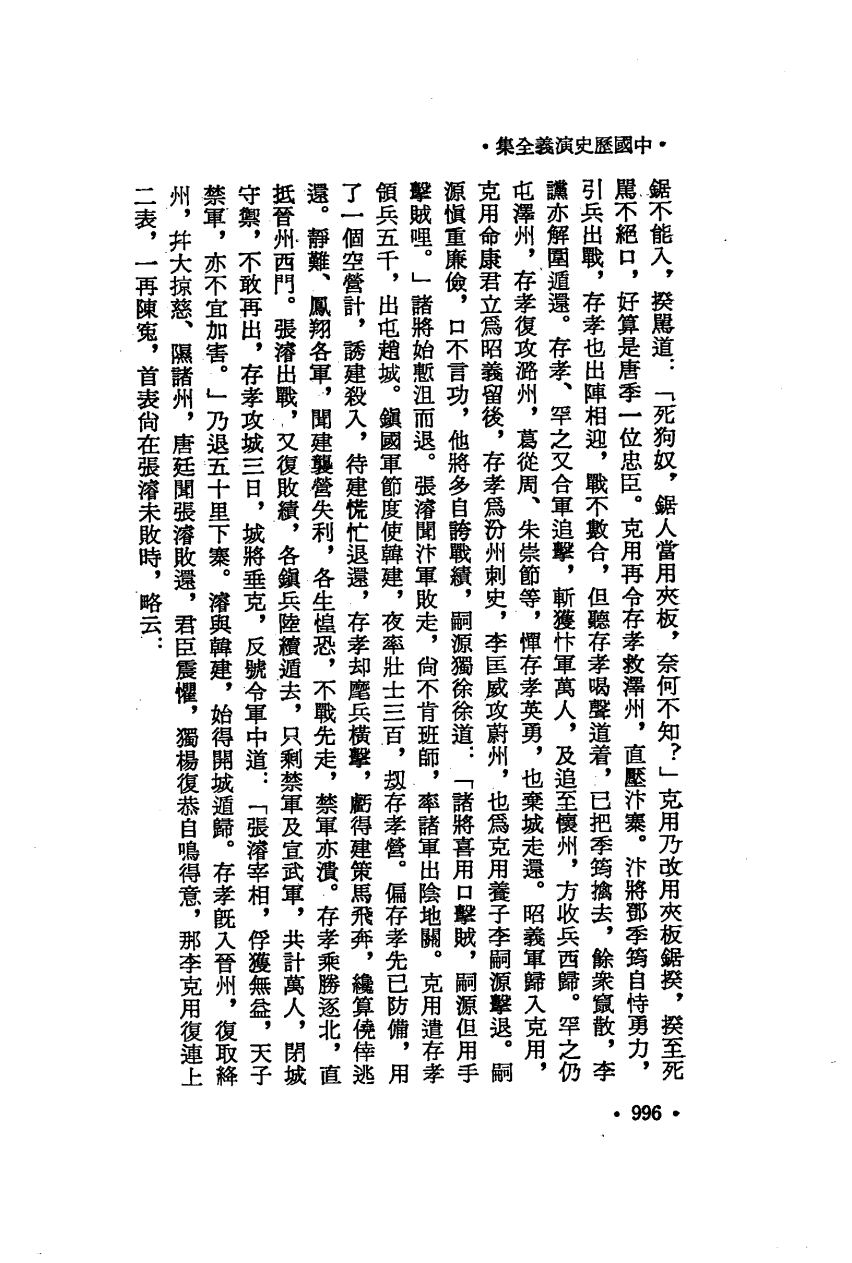 •中國歷史演義全集•
鋸不能入，揆駡道：「死狗奴，鋸人當用夾板，奈何不知？」克用乃改用夾板鋸揆，揆至死
駡不絕口，好算是唐季一位忠臣。克用再令存孝救澤州，直壓汴寨。汴將鄧季筠自恃勇力，
引兵出戰，存孝也出陣相迎，戰不數合，但聽存孝喝聲道着，已把季筠擒去，餘衆竄散，李
讜亦解圍遁還。存孝、罕之又合軍追擊，斬獲汴軍萬人，及追至懷州，方收兵西歸。罕之仍
屯澤州，存孝復攻潞州，葛從周、朱崇節等，憚存孝英勇，也棄城走還。昭義軍歸入克用，
克用命康君立爲昭義留後，存孝爲汾州刺史，李匡威攻蔚州，也爲克用養子李嗣源擊退。嗣
源愼重廉儉，口不言功，他將多自誇戰績，嗣源獨徐徐道：「諸將喜用口擊賊，嗣源但用手
擊賊哩。」諸將始慙沮而退。張濬聞汴軍敗走，尙不肯班師，率諸軍出陰地關。克用遣存孝
領兵五千，出屯趙城。鎭國軍節度使韓建，夜率壯士三百，刼存孝營。偏存孝先已防備，用
了一個空營計，誘建殺入，待建慌忙退還，存孝却麾兵橫擊，虧得建策馬飛奔，纔算僥倖逃
還。靜難、鳳翔各軍，聞建襲營失利，各生惶恐，不戰先走，禁軍亦潰。存孝乘勝逐北，直
抵晉州西門。張濬出戰，又復敗績，各鎭兵陸續遁去，只剩禁軍及宣武軍，共計萬人，閉城
守禦，不敢再出，存孝攻城三日，城將垂克，反號令軍中道：「張濬宰相，俘獲無益，天子
禁軍，亦不宜加害。」乃退五十里下寨。濬與韓建，始得開城遁歸。存孝旣入晉州，復取絳
州，幷大掠慈、隰諸州，唐廷聞張濬敗還，君臣震懼，獨楊復恭自鳴得意，那李克用復連上
二表，一再陳寃，首表尙在張濬未敗時，略云：
•996•